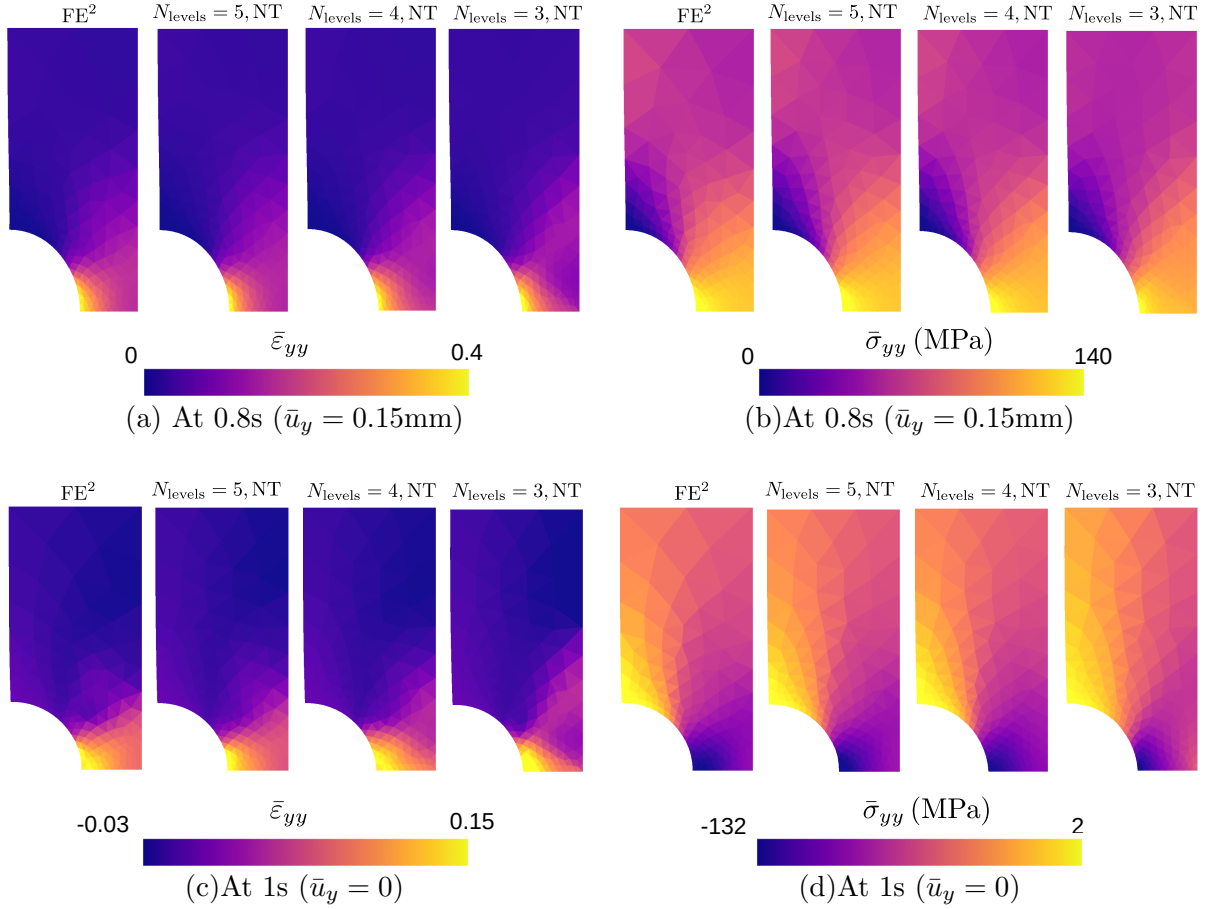 FE² N_levels = 5, NT N_levels = 4, NT N_levels = 3, NT
FE² N_levels = 5, NT N_levels = 4, NT N_levels = 3, NT
ε̄_yy
0 0.4
(a) At 0.8s (ū_y = 0.15mm)
σ̄_yy (MPa)
0 140
(b)At 0.8s (ū_y = 0.15mm)
FE² N_levels = 5, NT N_levels = 4, NT N_levels = 3, NT
FE² N_levels = 5, NT N_levels = 4, NT N_levels = 3, NT
ε̄_yy
-0.03 0.15
(c)At 1s (ū_y = 0)
σ̄_yy (MPa)
-132 2
(d)At 1s (ū_y = 0)